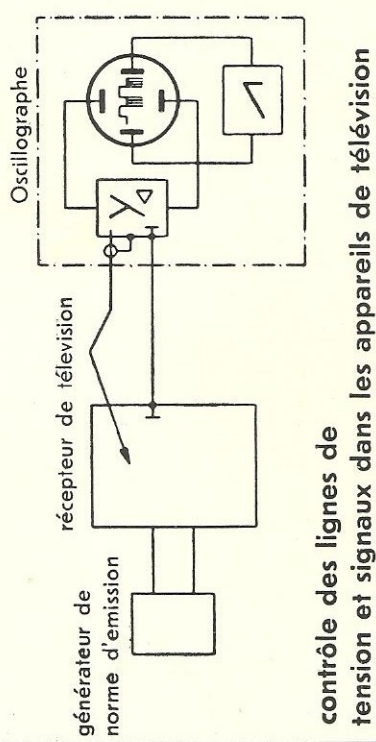 Oscillographe
récepteur de télevision
générateur de
norme d'emission
Y
contrôle des lignes de
tension et signaux dans les appareils de télévision